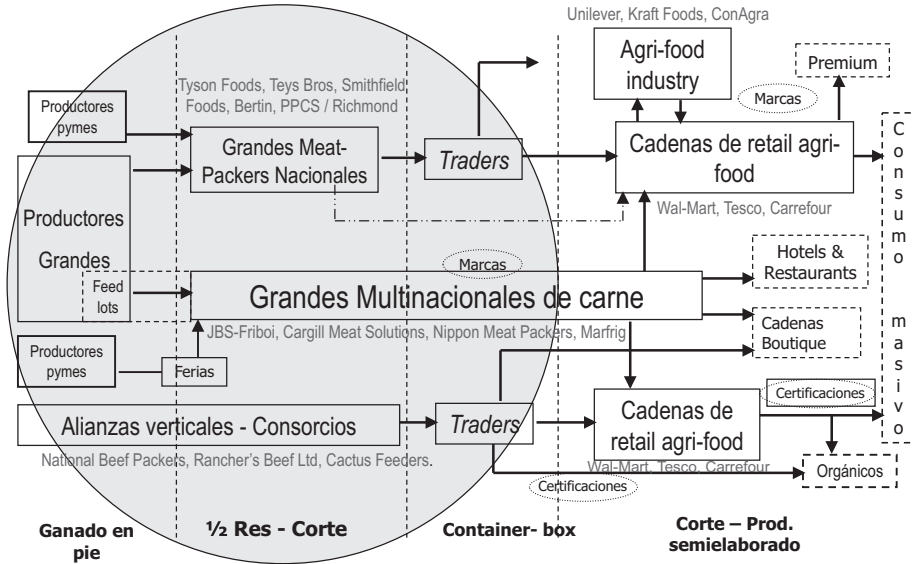 Unilever, Kraft Foods, ConAgra
Agri-food
industry
Premium
Marcas
Tyson Foods, Teys Bros, Smithfield
Foods, Bertin, PPCS / Richmond
Productores
pymes
Grandes Meat-
Packers Nacionales
Traders
Cadenas de retail agri-
food
Wal-Mart, Tesco, Carrefour
Consumo masivo
Productores
Grandes
Feed
lots
Marcas
Grandes Multinacionales de carne
JBS-Friboi, Cargill Meat Solutions, Nippon Meat Packers, Marfrig
Hotels &
Restaurants
Cadenas
Boutique
Productores
pymes
Ferias
Alianzas verticales - Consorcios
National Beef Packers, Rancher's Beef Ltd, Cactus Feeders.
Traders
Cadenas de
retail agri-food
Wal-Mart, Tesco, Carrefour
Certificaciones
Certificaciones
Orgánicos
Ganado en
pie
½ Res - Corte
Container- box
Corte – Prod.
semielaborado